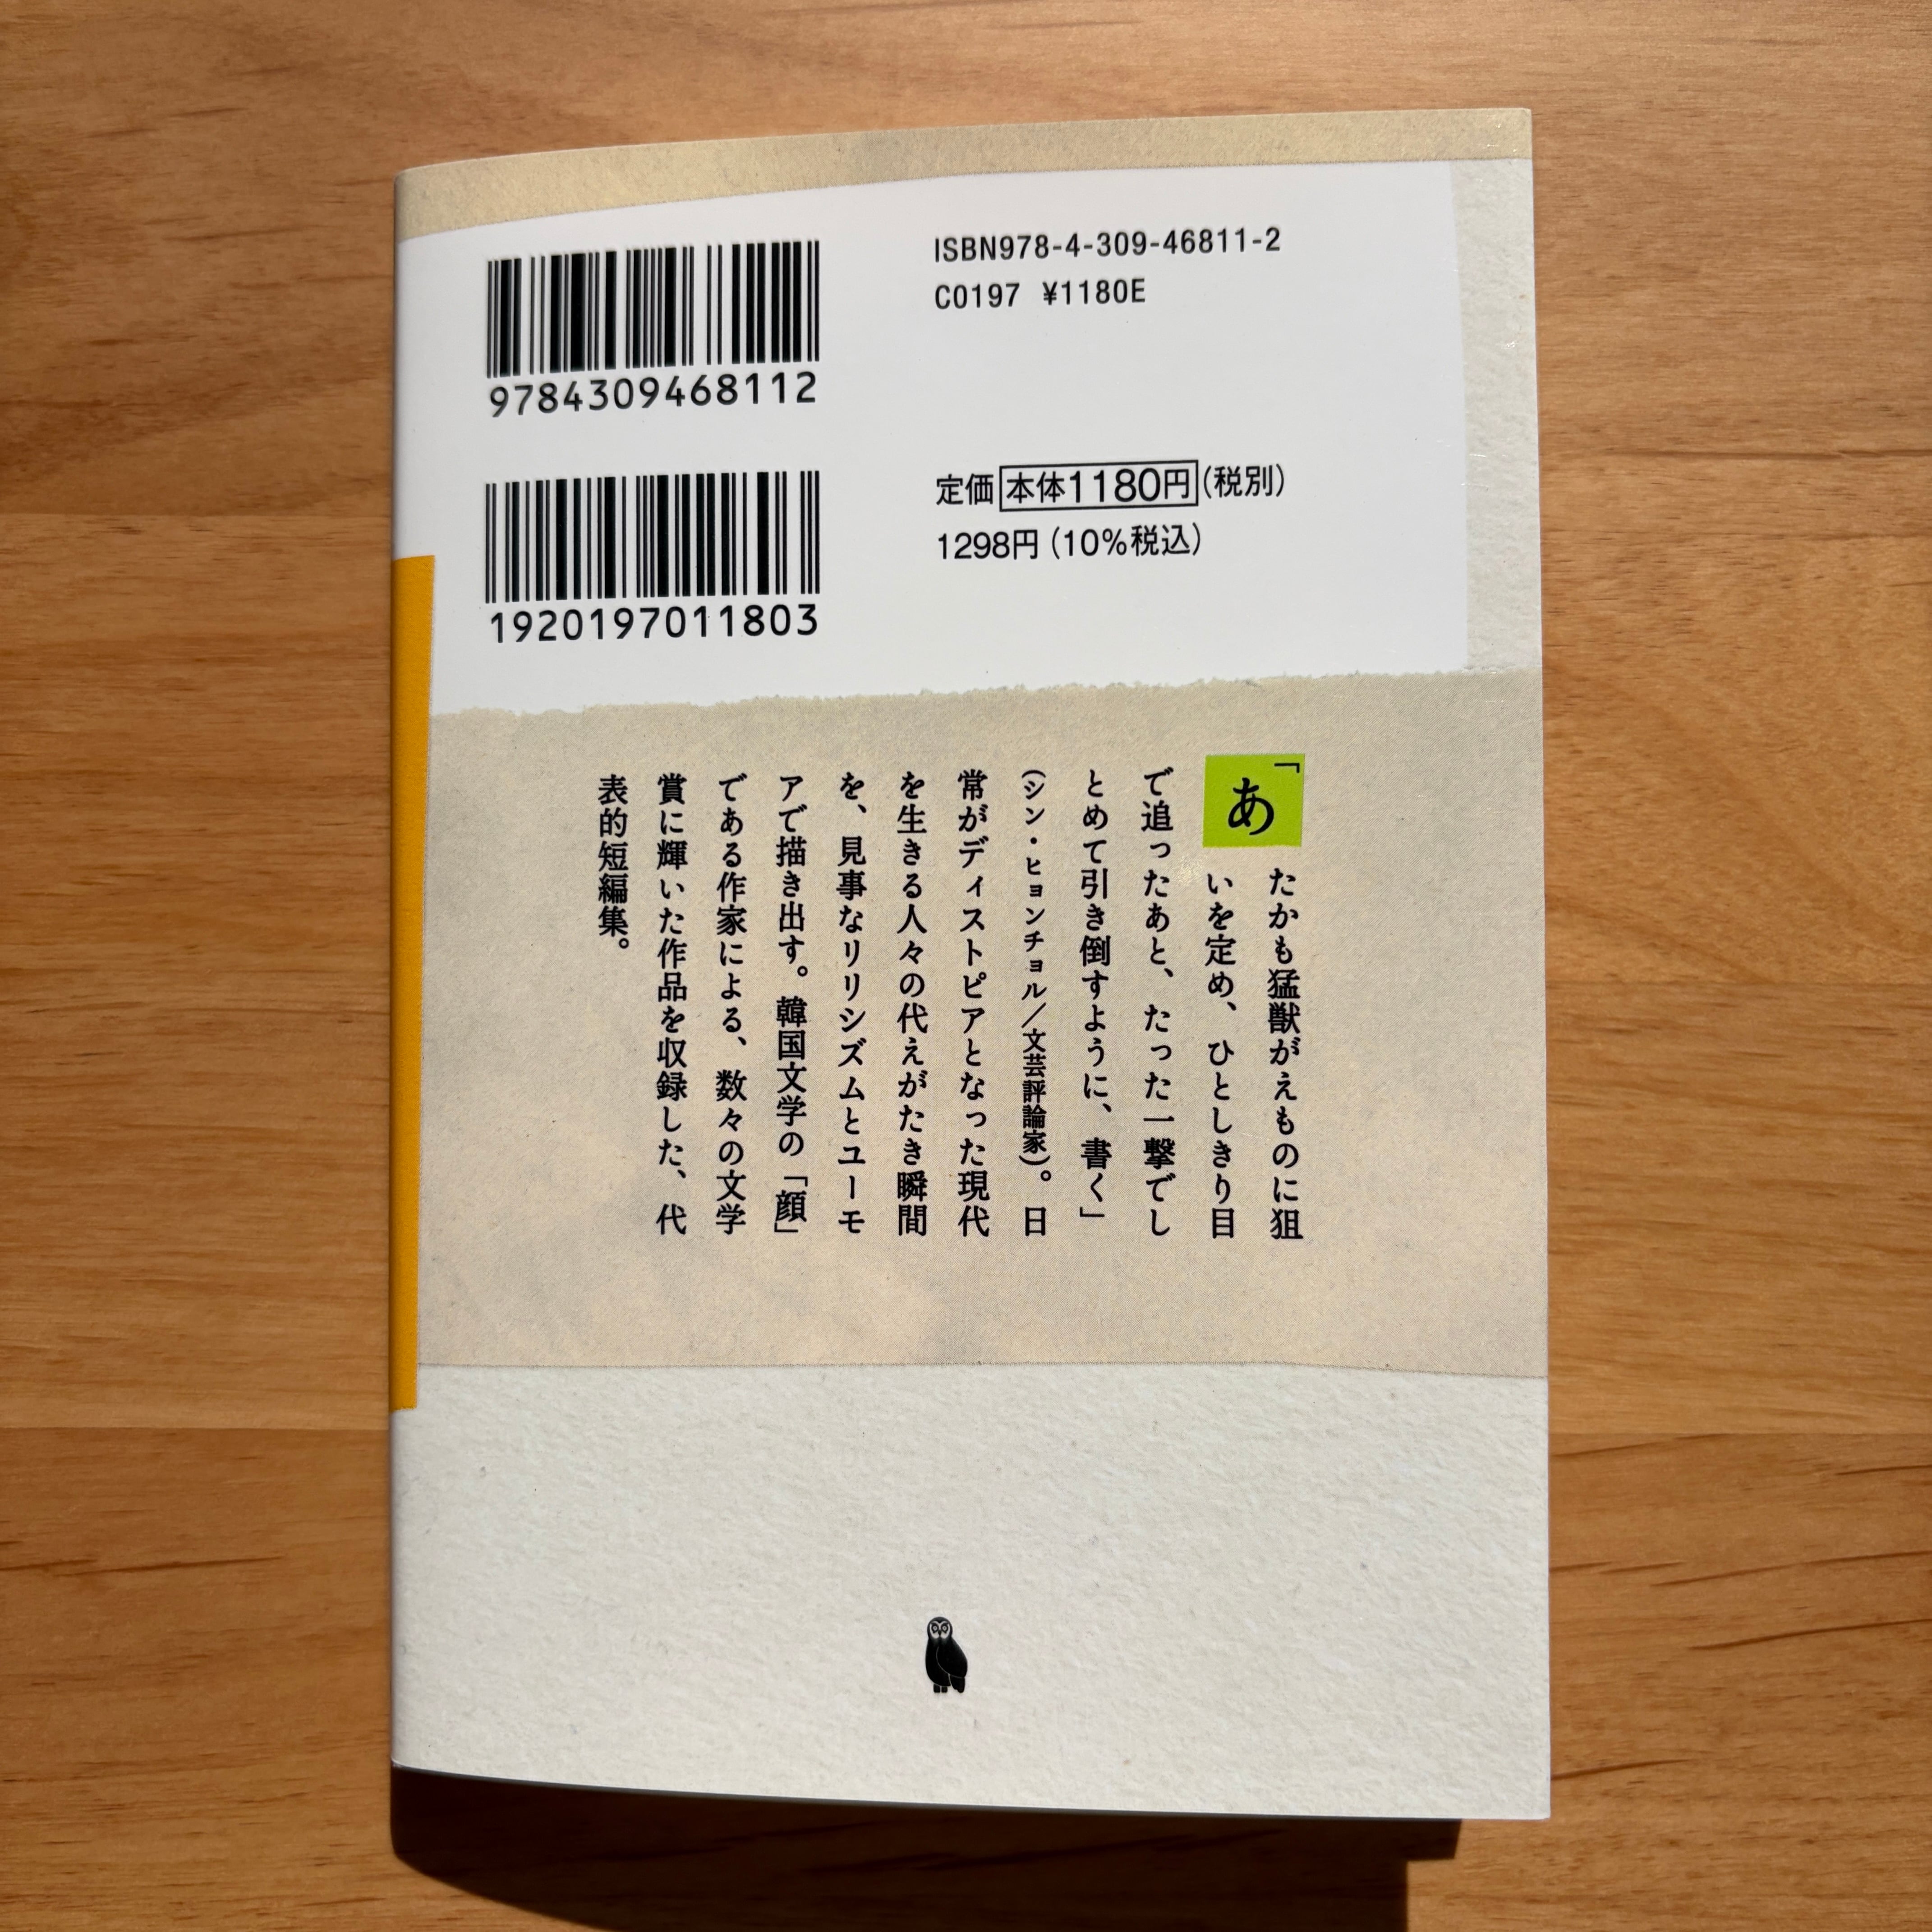 ISBN978-4-309-46811-2
C0197 ¥1180E
9784309468112
定価 本体1180円(税別)
1298円(10%税込)
1920197011803
「あたかも猛獣がえものに狙
いを定め、ひとしきり目
で追ったあと、たった一撃でし
とめて引き倒すように、書く」
(シン・ヒョンチョル/文芸評論家)。日
常がディストピアとなった現代
を生きる人々の代えがたき瞬間
を、見事なリリシズムとユーモ
アで描き出す。韓国文学の「顔」
である作家による、数々の文学
賞に輝いた作品を収録した、代
表的短編集。